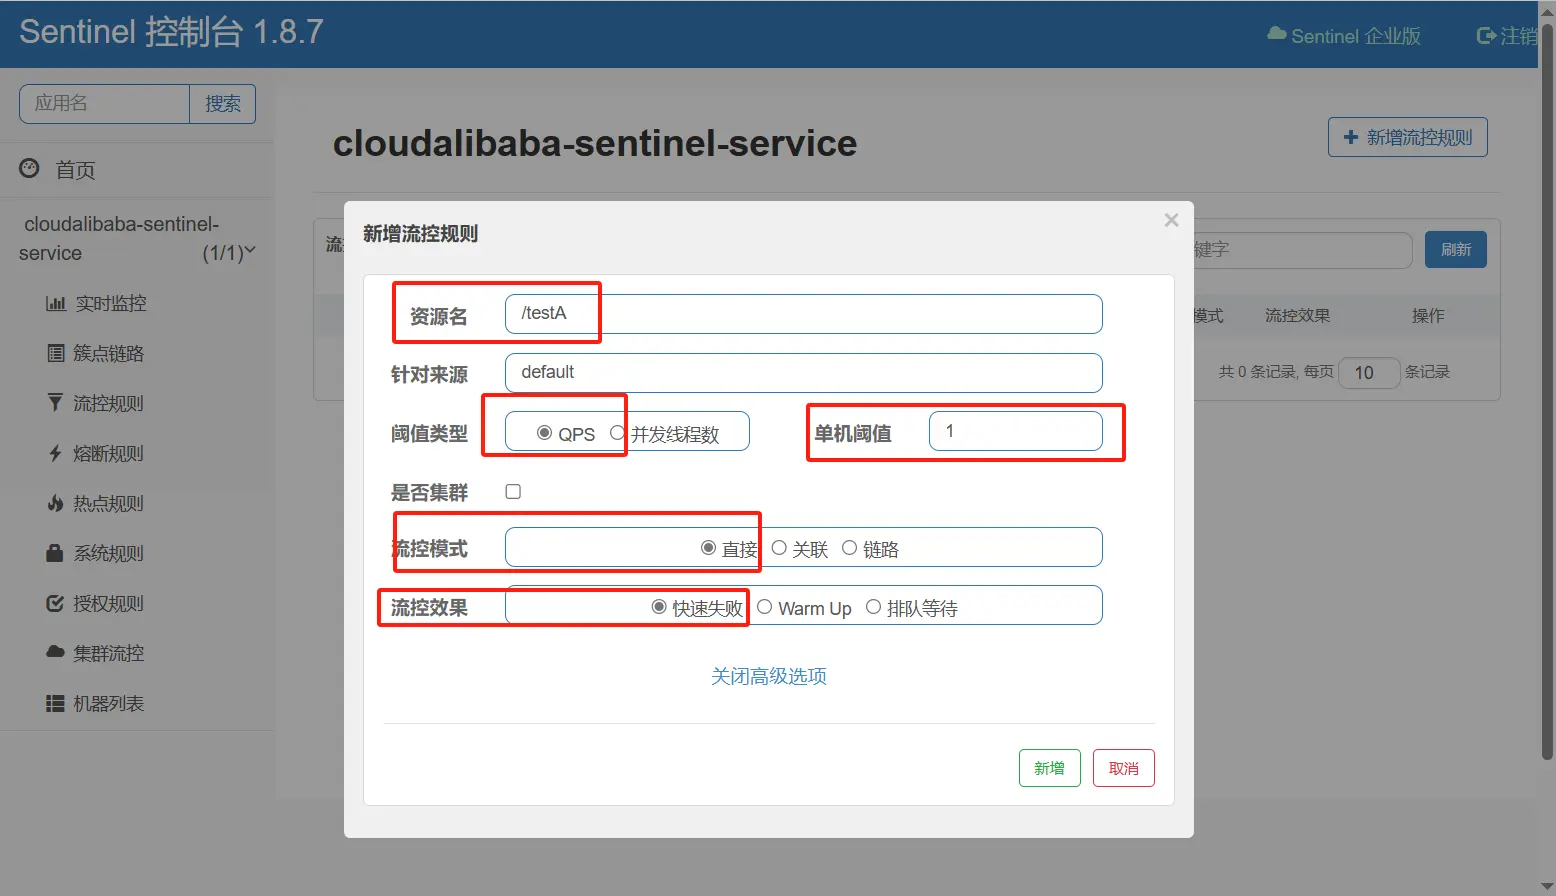 Sentinel 控制台 1.8.7
Sentinel 企业版
注销
应用名
搜索
首页
cloudalibaba-sentinel-
service
(1/1)
实时监控
簇点链路
流控规则
熔断规则
热点规则
系统规则
授权规则
集群流控
机器列表
cloudalibaba-sentinel-service
新增流控规则
流
键字
刷新
模式
流控效果
操作
共 0 条记录, 每页
10
条记录
新增流控规则
×
资源名
/testA
针对来源
default
阈值类型
QPS
并发线程数
单机阈值
1
是否集群
流控模式
直接
关联
链路
流控效果
快速失败
Warm Up
排队等待
关闭高级选项
新增
取消